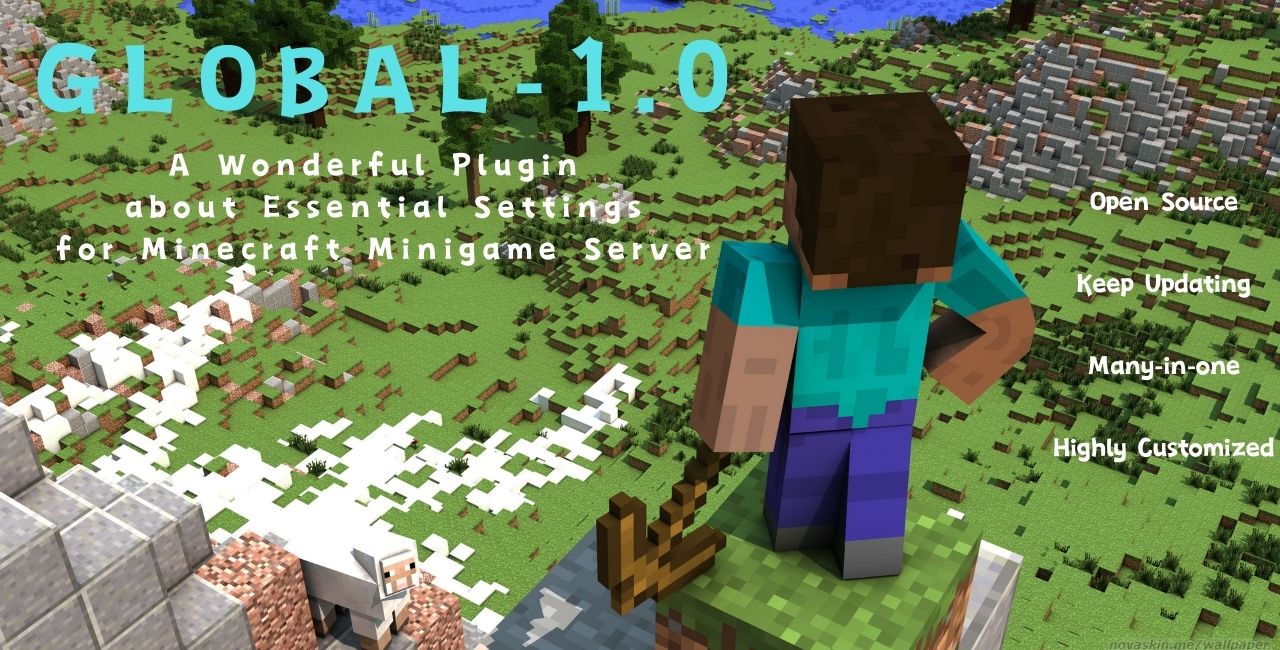 GLOBAL-1.0
A Wonderful Plugin
about Essential Settings
for Minecraft Minigame Server
Open Source
Keep Updating
Many-in-one
Highly Customized
novaskin.me/wallpaper